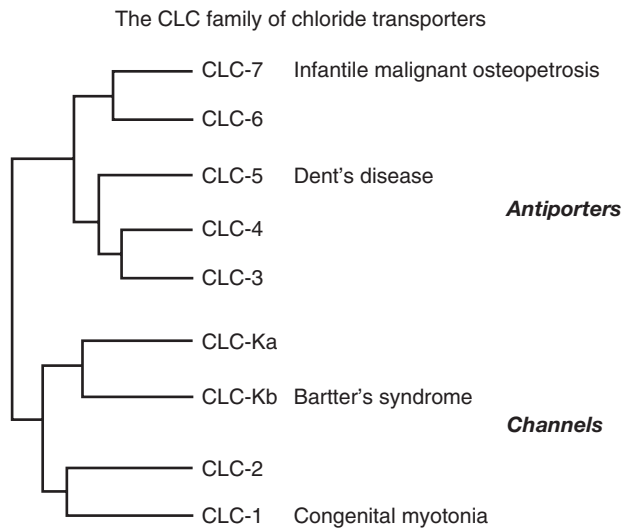 The CLC family of chloride transporters
CLC-7 Infantile malignant osteopetrosis
CLC-6
CLC-5 Dent's disease
Antiporters
CLC-4
CLC-3
CLC-Ka
CLC-Kb Bartter's syndrome
Channels
CLC-2
CLC-1 Congenital myotonia